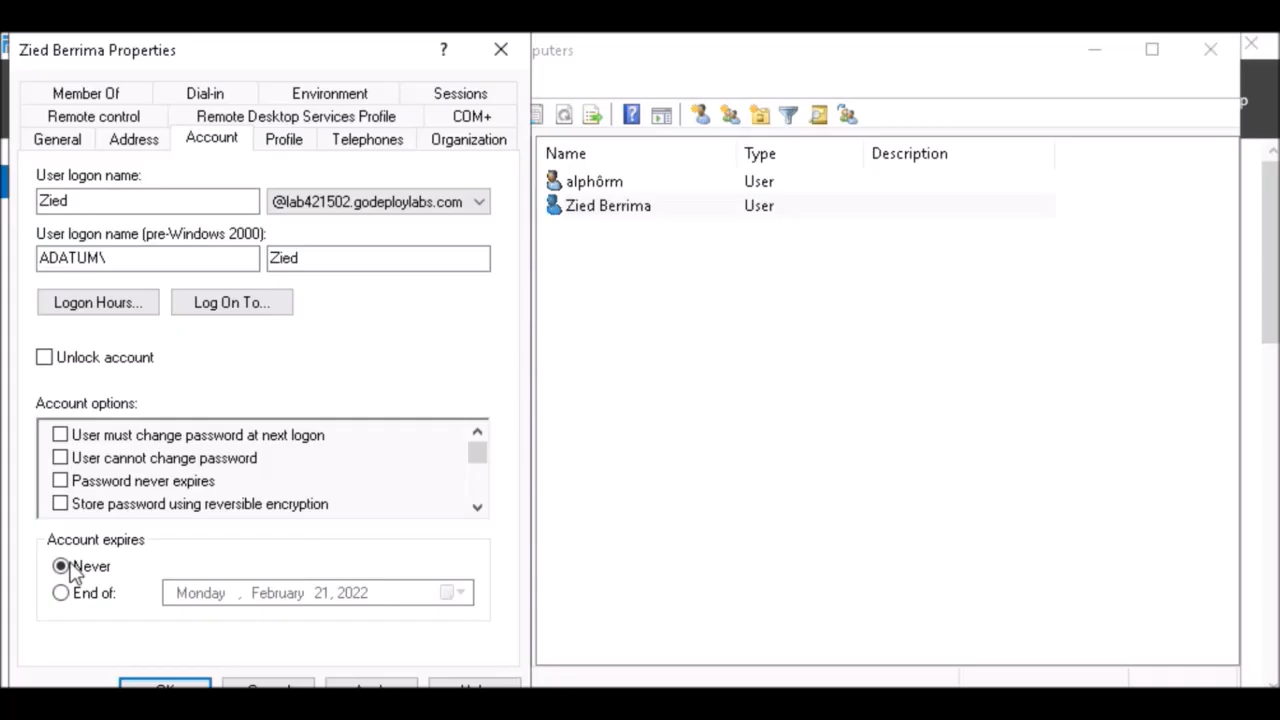 Zied Berrima Properties ?
Member Of Dial-in Environment Sessions
Remote control Remote Desktop Services Profile COM+
General Address Account Profile Telephones Organization
User logon name:
Zied @lab421502.godeploylabs.com
User logon name (pre-Windows 2000):
ADATUM\ Zied
Logon Hours... Log On To...
Unlock account
Account options:
User must change password at next logon
User cannot change password
Password never expires
Store password using reversible encryption
Account expires
Never
End of: Monday , February 21, 2022
puters
Name Type Description
alphôrm User
Zied Berrima User